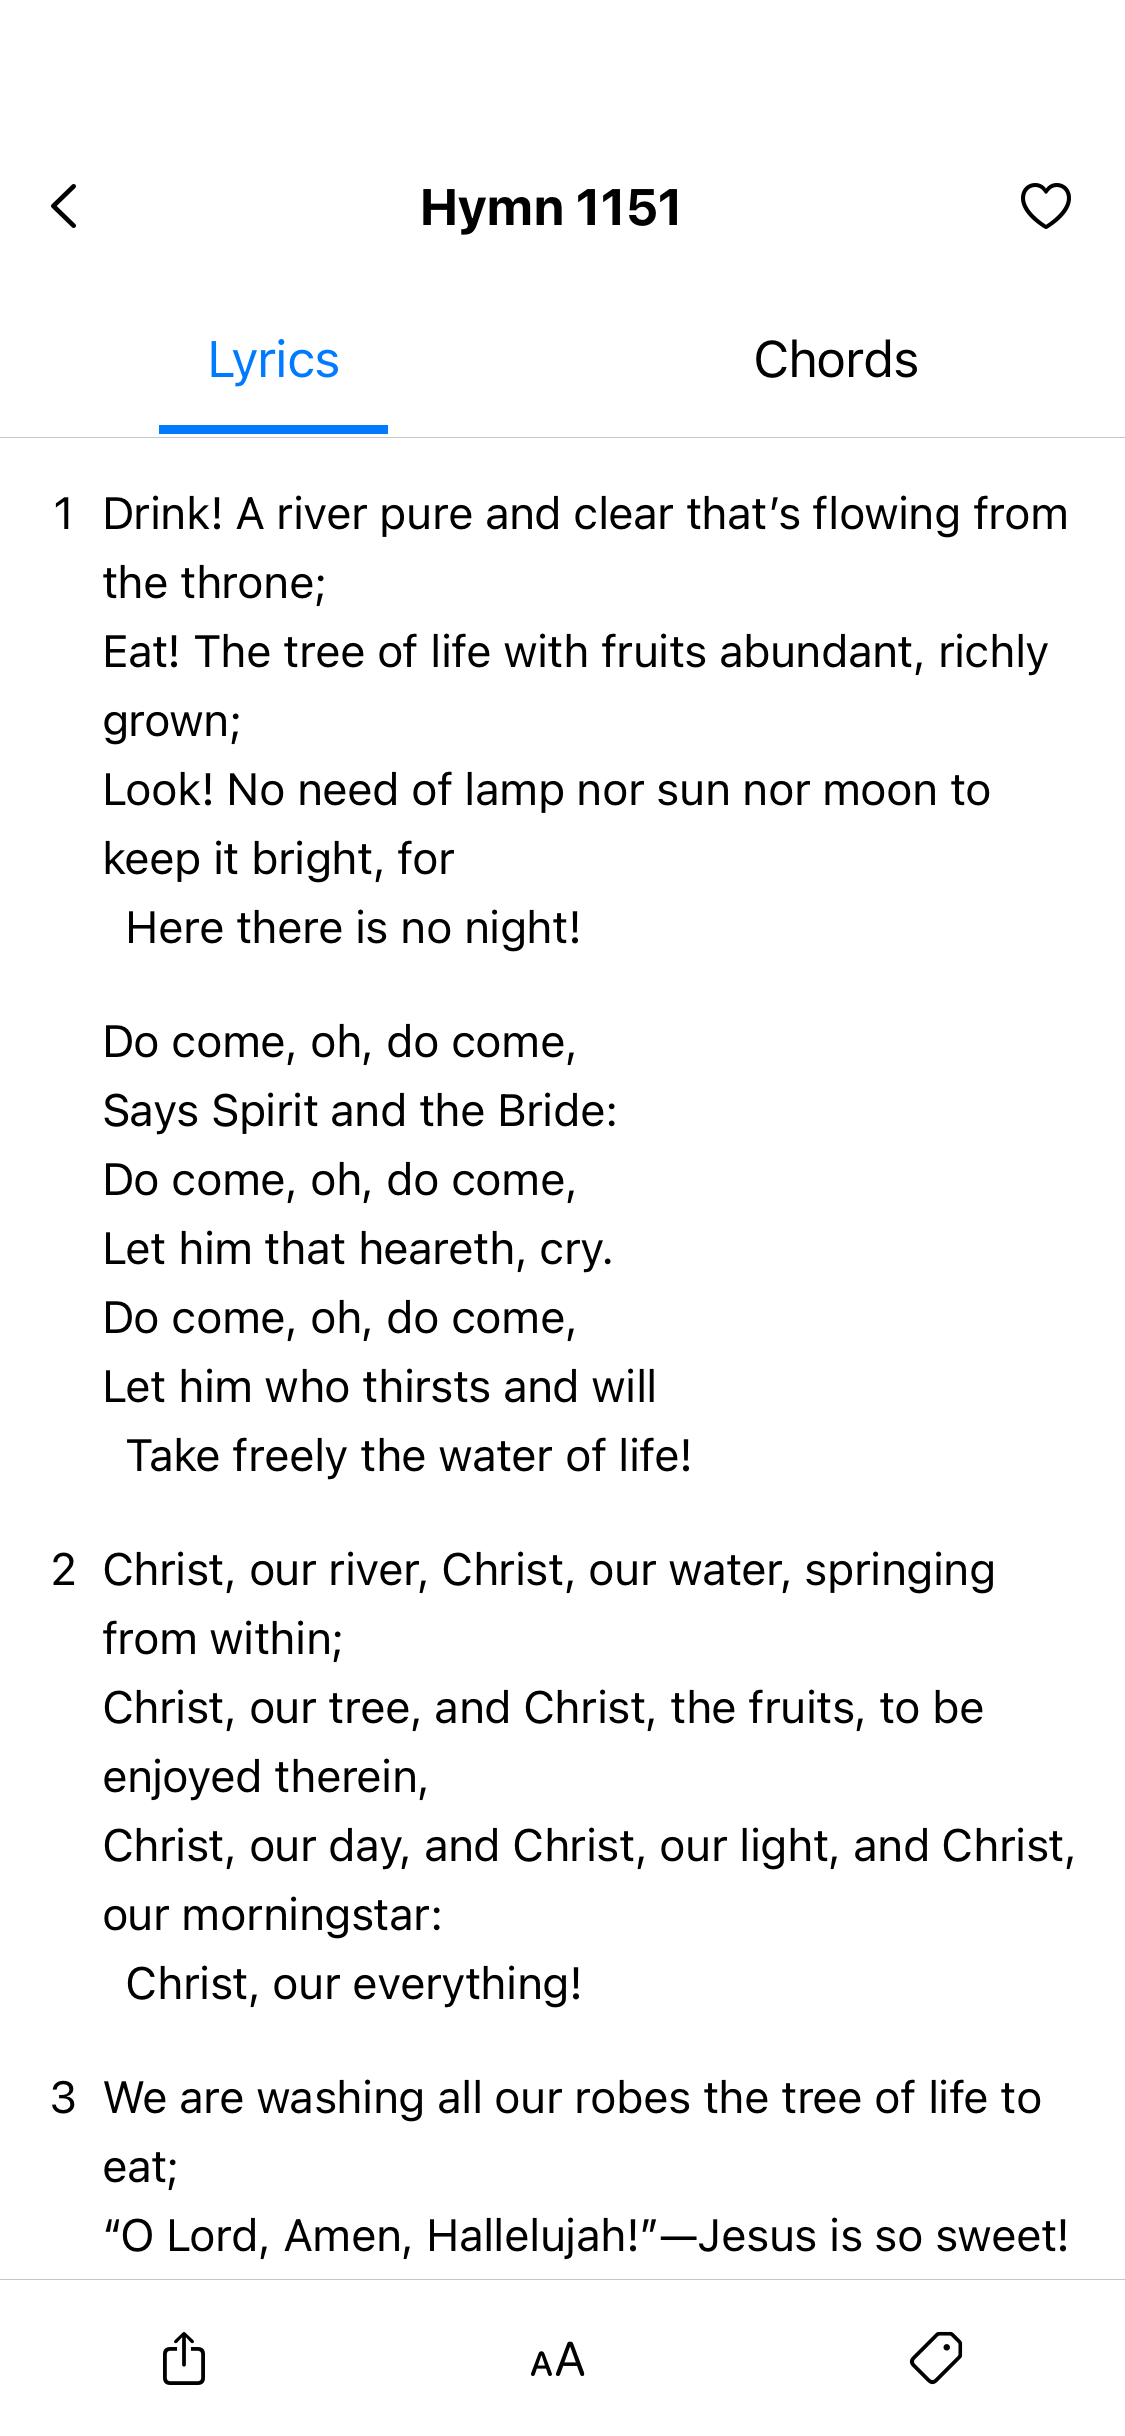 Hymn 1151
Lyrics
Chords
1 Drink! A river pure and clear that’s flowing from
the throne;
Eat! The tree of life with fruits abundant, richly
grown;
Look! No need of lamp nor sun nor moon to
keep it bright, for
Here there is no night!
Do come, oh, do come,
Says Spirit and the Bride:
Do come, oh, do come,
Let him that heareth, cry.
Do come, oh, do come,
Let him who thirsts and will
Take freely the water of life!
2 Christ, our river, Christ, our water, springing
from within;
Christ, our tree, and Christ, the fruits, to be
enjoyed therein,
Christ, our day, and Christ, our light, and Christ,
our morningstar:
Christ, our everything!
3 We are washing all our robes the tree of life to
eat;
“O Lord, Amen, Hallelujah!”—Jesus is so sweet!
AA